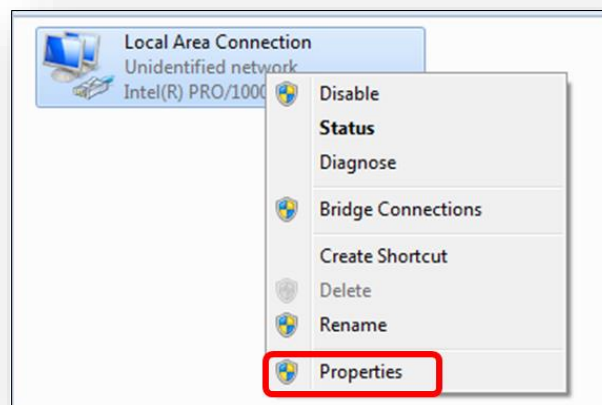 Local Area Connection
Unidentified network
Intel(R) PRO/1000
Disable
Status
Diagnose
Bridge Connections
Create Shortcut
Delete
Rename
Properties